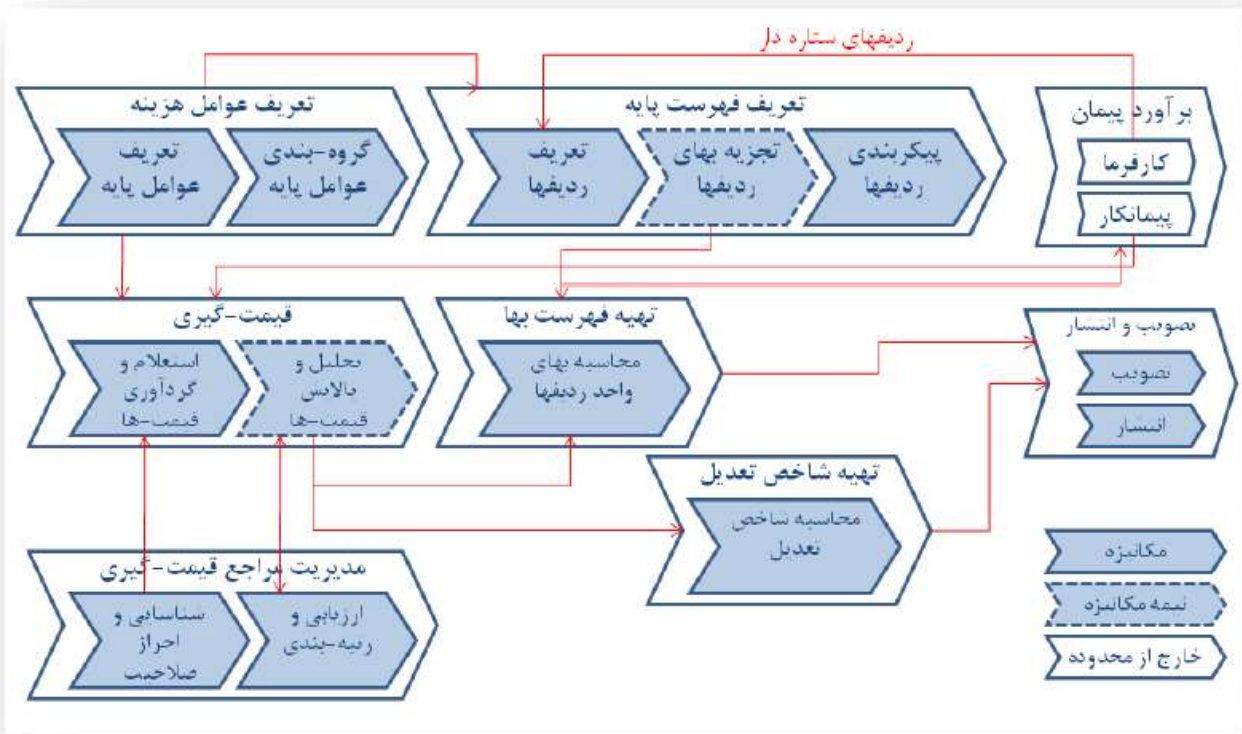 ردیفهای ستاره دار
تعریف عوامل هزینه
تعریف
عوامل پایه
گروه-بندی
عوامل پایه
تعریف فهرست پایه
تعریف
ردیفها
تجزیه بهای
ردیفها
پیکربندی
ردیفها
برآورد پیمان
کارفرما
پیمانکار
قیمت-گیری
استعلام و
گردآوری
قیمت-ها
تحلیل و
پالایش
قیمت-ها
تهیه فهرست بها
محاسبه بهای
واحد ردیفها
تصویب و انتشار
تصویب
انتشار
تهیه شاخص تعدیل
محاسبه شاخص
تعدیل
مدیریت مراجع قیمت-گیری
شناسایی و
احراز
صلاحیت
ارزیابی و
رتبه-بندی
مکانیزه
نیمه مکانیزه
خارج از محدوده